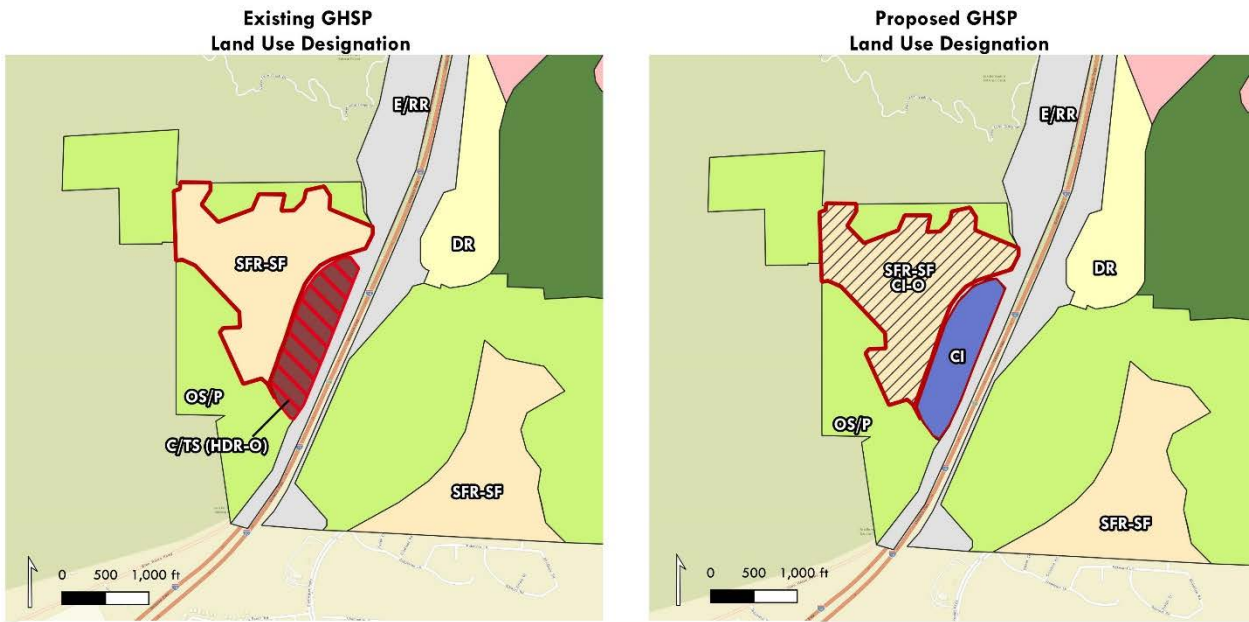 Existing GHSP
Land Use Designation
E/RR
DR
SFR-SF
OS/P
C/TS (HDR-O)
SFR-SF
0 500 1,000 ft
Proposed GHSP
Land Use Designation
E/RR
DR
SFR-SF
CI-O
CI
OS/P
SFR-SF
0 500 1,000 ft